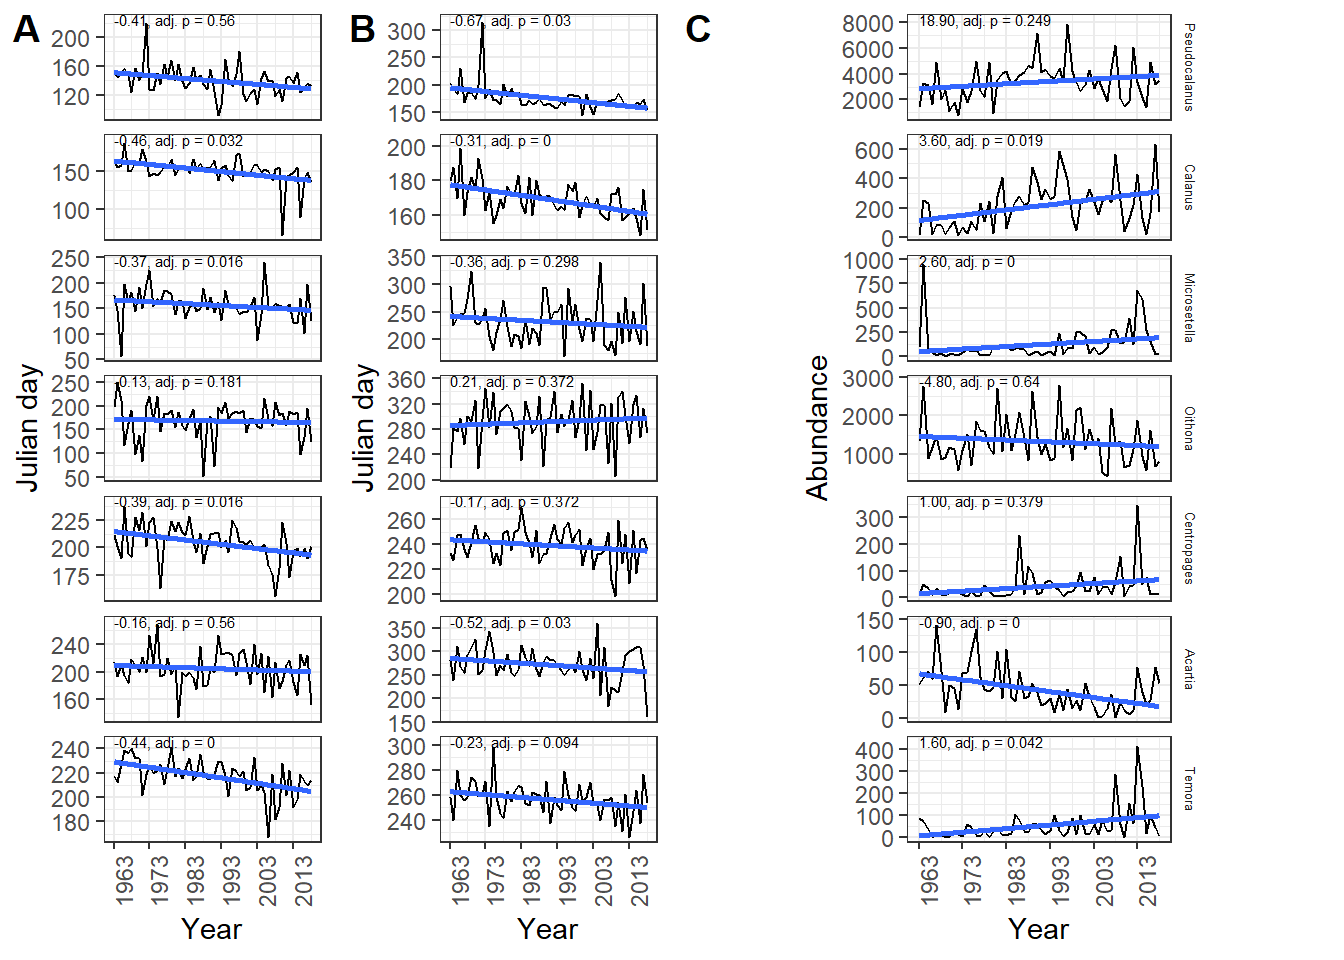 A
B
C
-0.41, adj. p = 0.56
-0.67, adj. p = 0.03
18.90, adj. p = 0.249
200
160
120
300
250
200
150
8000
6000
4000
2000
Pseudocalanus
-0.46, adj. p = 0.032
-0.31, adj. p = 0
3.60, adj. p = 0.019
150
100
200
180
160
600
400
200
0
Calanus
-0.37, adj. p = 0.016
-0.36, adj. p = 0.298
2.60, adj. p = 0
250
200
150
100
50
350
300
250
200
1000
750
500
250
0
Microsetella
-0.13, adj. p = 0.181
0.21, adj. p = 0.372
-4.80, adj. p = 0.64
250
200
150
100
50
360
320
280
240
200
3000
2000
1000
Oithona
-0.39, adj. p = 0.016
-0.17, adj. p = 0.372
1.00, adj. p = 0.379
225
200
175
260
240
220
200
300
200
100
0
Centropages
-0.16, adj. p = 0.56
-0.52, adj. p = 0.03
-0.90, adj. p = 0
240
200
160
350
300
250
200
150
150
100
50
0
Acartia
-0.44, adj. p = 0
-0.23, adj. p = 0.094
1.60, adj. p = 0.042
240
220
200
180
300
280
260
240
400
300
200
100
0
Temora
Julian day
Julian day
Abundance
1963
1973
1983
1993
2003
2013
1963
1973
1983
1993
2003
2013
1963
1973
1983
1993
2003
2013
Year
Year
Year